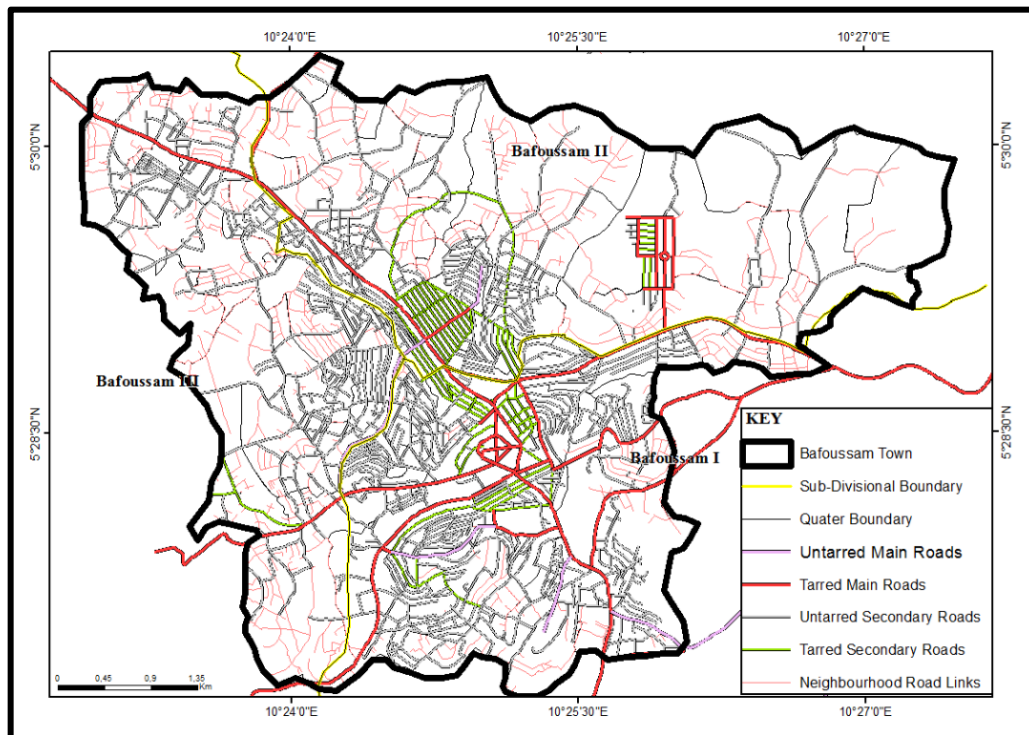 10°24'0"E
10°25'30"E
10°27'0"E
5°30'0"N
5°30'0"N
Bafoussam II
Bafoussam III
5°28'30"N
5°28'30"N
Bafoussam I
KEY
Bafoussam Town
Sub-Divisional Boundary
Quater Boundary
Untarred Main Roads
Tarred Main Roads
Untarred Secondary Roads
Tarred Secondary Roads
Neighbourhood Road Links
0 0,45 0,9 1,35
Km
10°24'0"E
10°25'30"E
10°27'0"E